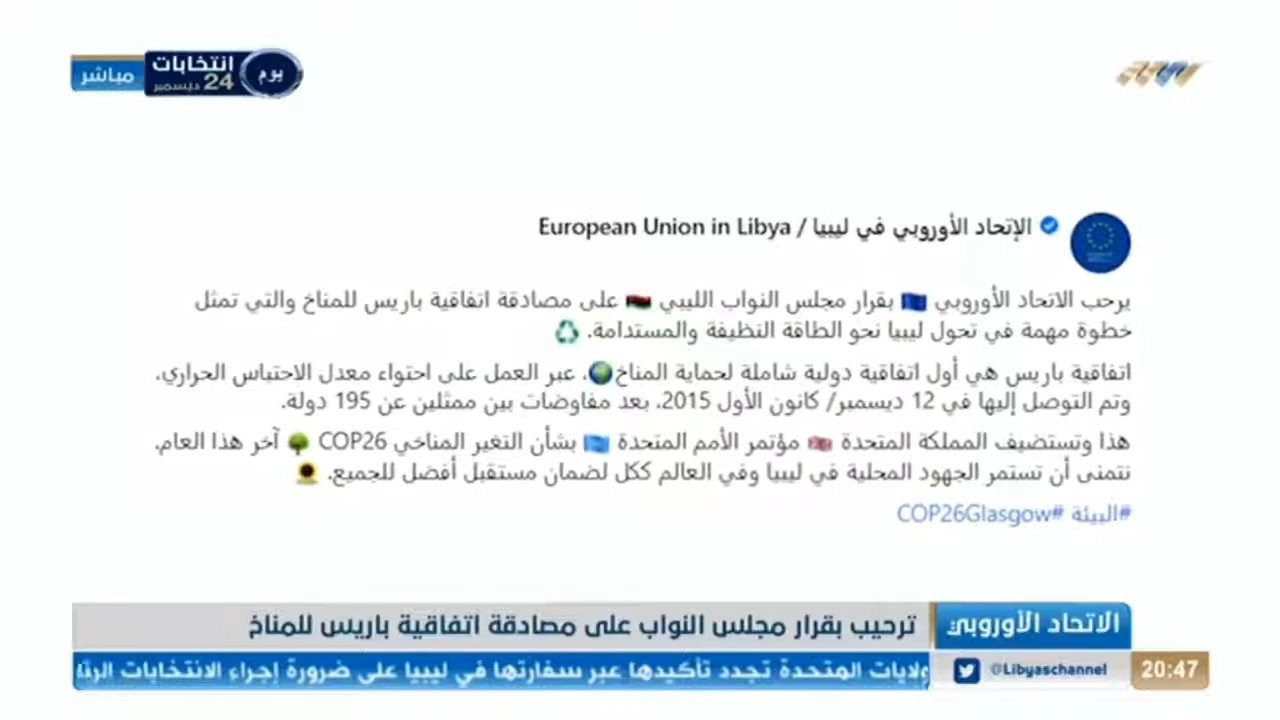 يوم انتخابات 24 ديسمبر مباشر
الإتحاد الأوروبي في ليبيا / European Union in Libya
يرحب الاتحاد الأوروبي 🇪🇺 بقرار مجلس النواب الليبي 🇱🇾 على مصادقة اتفاقية باريس للمناخ والتي تمثل
خطوة مهمة في تحول ليبيا نحو الطاقة النظيفة والمستدامة. ♻️
اتفاقية باريس هي أول اتفاقية دولية شاملة لحماية المناخ🌍، عبر العمل على احتواء معدل الاحتباس الحراري،
وتم التوصل إليها في 12 ديسمبر/ كانون الأول 2015، بعد مفاوضات بين ممثلين عن 195 دولة.
هذا وتستضيف المملكة المتحدة 🇬🇧 مؤتمر الأمم المتحدة 🇺🇳 بشأن التغير المناخي COP26 🌳 آخر هذا العام،
نتمنى أن تستمر الجهود المحلية في ليبيا وفي العالم ككل لضمان مستقبل أفضل للجميع. 🌻
#البيئة #COP26Glasgow
الاتحاد الأوروبي
ترحيب بقرار مجلس النواب على مصادقة اتفاقية باريس للمناخ
20:47 @Libyaschannel
المتحدة تجدد تأكيدها عبر سفارتها في ليبيا على ضرورة إجراء الانتخابات